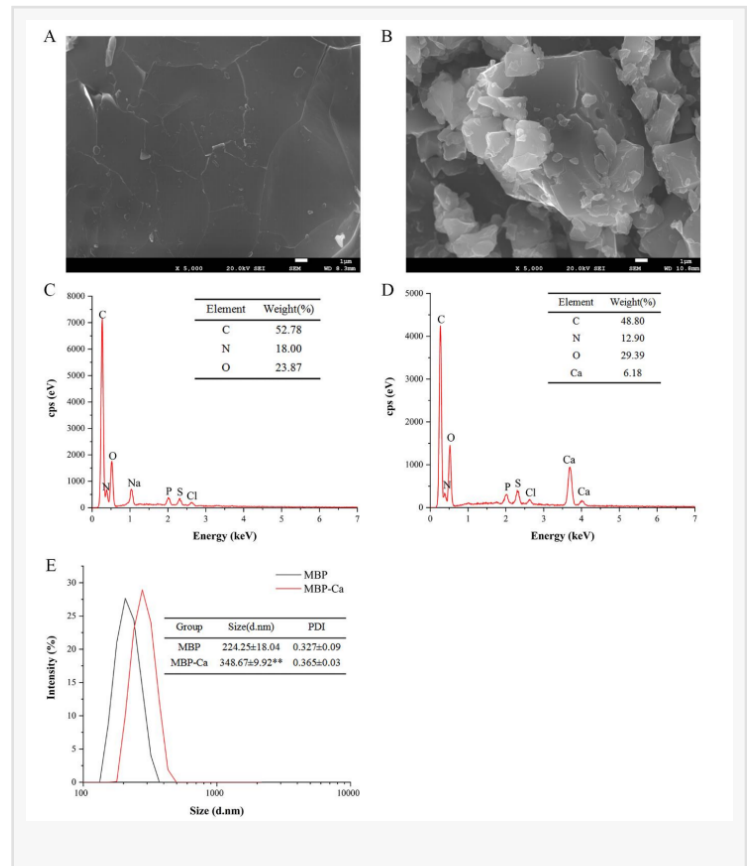 A
B
X 5,000 20.0kV SEI SEM WD 8.3mm
1μm
X 5,000 20.0kV SEI SEM WD 10.8mm
1μm
C
8000
7000
6000
5000
4000
3000
2000
1000
0
cps (eV)
C
N
O
Na
P
S
Cl
0 1 2 3 4 5 6 7
Energy (keV)
Element Weight(%)
C 52.78
N 18.00
O 23.87
D
5000
4000
3000
2000
1000
0
cps (eV)
C
N
O
P
S
Cl
Ca
Ca
0 1 2 3 4 5 6 7
Energy (keV)
Element Weight(%)
C 48.80
N 12.90
O 29.39
Ca 6.18
E
30
25
20
15
10
5
0
Intensity (%)
MBP
MBP-Ca
Group Size(d.nm) PDI
MBP 224.25±18.04 0.327±0.09
MBP-Ca 348.67±9.92** 0.365±0.03
100 1000 10000
Size (d.nm)